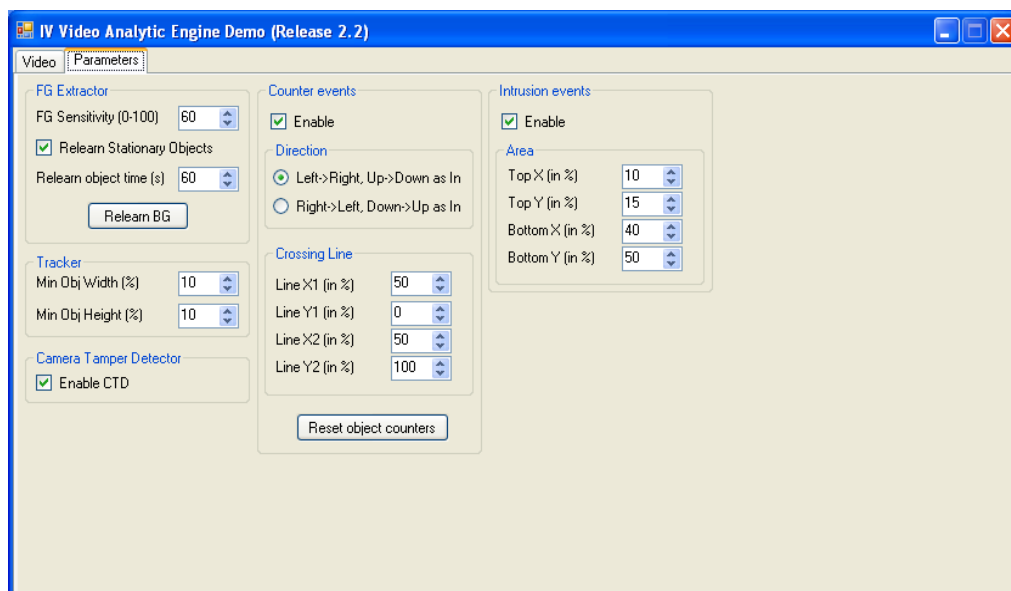 IV Video Analytic Engine Demo (Release 2.2)
Video Parameters
FG Extractor
FG Sensitivity (0-100) 60
Relearn Stationary Objects
Relearn object time (s) 60
Relearn BG
Tracker
Min Obj Width (%) 10
Min Obj Height (%) 10
Camera Tamper Detector
Enable CTD
Counter events
Enable
Direction
Left->Right, Up->Down as In
Right->Left, Down->Up as In
Crossing Line
Line X1 (in %) 50
Line Y1 (in %) 0
Line X2 (in %) 50
Line Y2 (in %) 100
Reset object counters
Intrusion events
Enable
Area
Top X (in %) 10
Top Y (in %) 15
Bottom X (in %) 40
Bottom Y (in %) 50